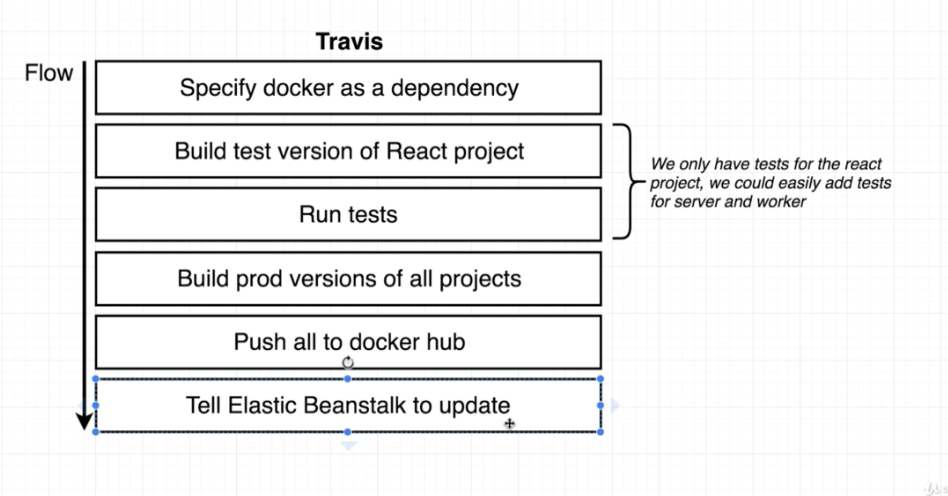 Travis
Flow
Specify docker as a dependency
Build test version of React project
Run tests
We only have tests for the react
project, we could easily add tests
for server and worker
Build prod versions of all projects
Push all to docker hub
Tell Elastic Beanstalk to update